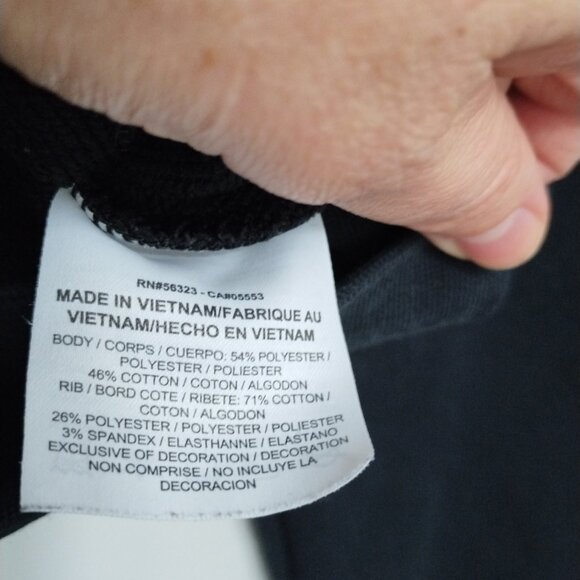 RN#56323 - CA#05553
MADE IN VIETNAM/FABRIQUE AU
VIETNAM/HECHO EN VIETNAM
BODY / CORPS / CUERPO: 54% POLYESTER /
POLYESTER / POLIESTER
46% COTTON / COTON / ALGODON
RIB / BORD COTE / RIBETE: 71% COTTON /
COTON / ALGODON
26% POLYESTER / POLYESTER / POLIESTER
3% SPANDEX / ELASTHANNE / ELASTANO
EXCLUSIVE OF DECORATION / DECORATION
NON COMPRISE / NO INCLUYE LA
DECORACION